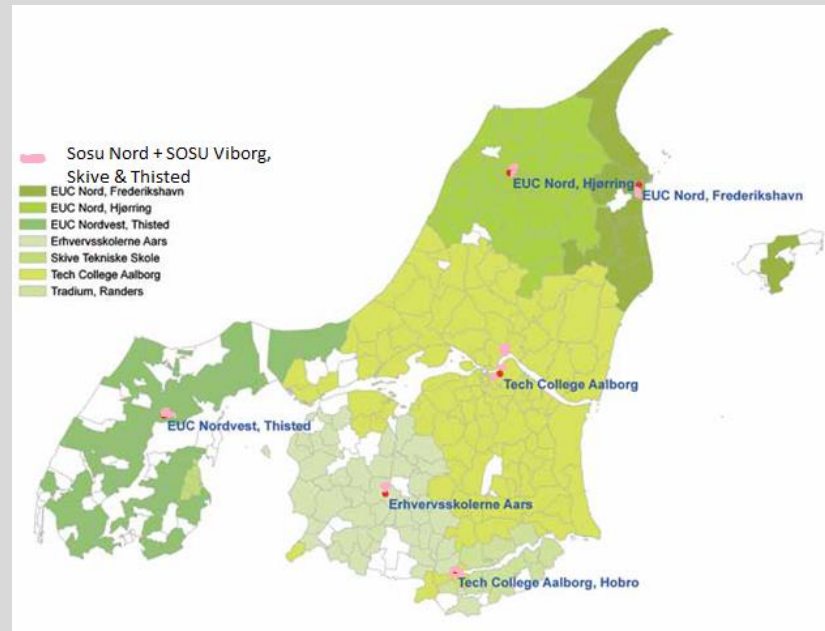 Sosu Nord + SOSU Viborg,
Skive & Thisted
EUC Nord, Frederikshavn
EUC Nord, Hjørring
EUC Nordvest, Thisted
Erhvervsskolerne Aars
Skive Tekniske Skole
Tech College Aalborg
Tradium, Randers
EUC Nord, Hjørring
EUC Nord, Frederikshavn
Tech College Aalborg
EUC Nordvest, Thisted
Erhvervsskolerne Aars
Tech College Aalborg, Hobro